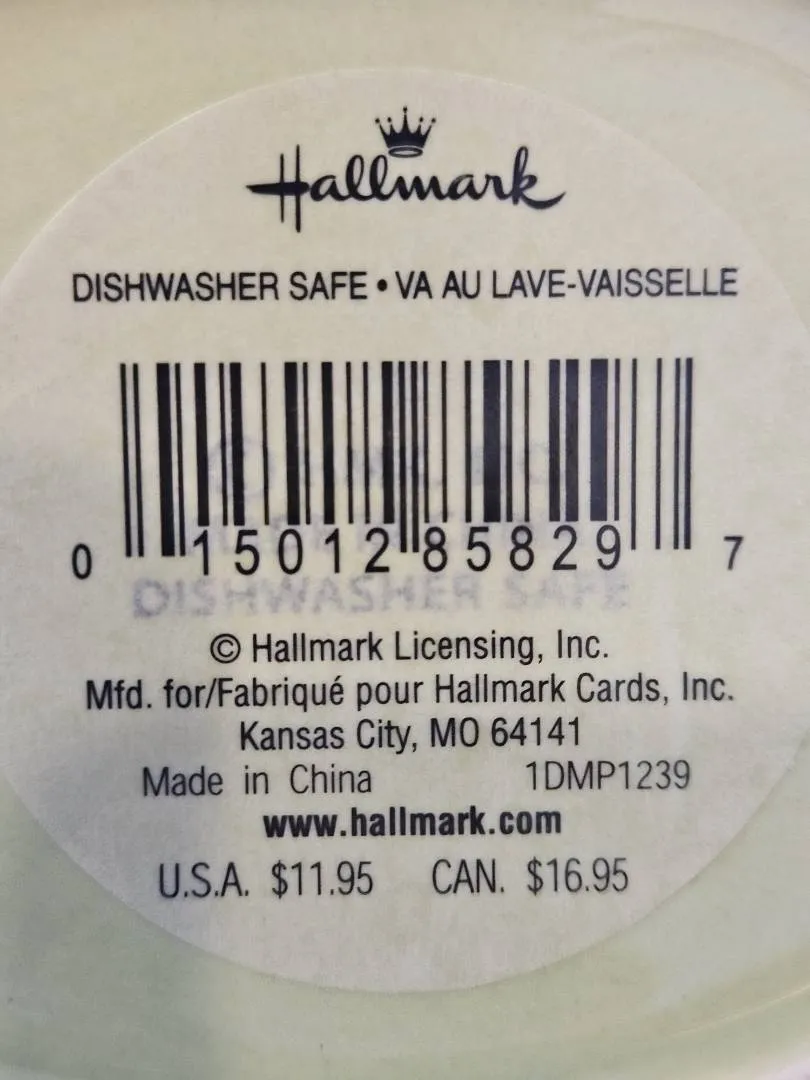 Hallmark
DISHWASHER SAFE • VA AU LAVE-VAISSELLE
0 15012 85829 7
DISHWASHER SAFE
© Hallmark Licensing, Inc.
Mfd. for/Fabriqué pour Hallmark Cards, Inc.
Kansas City, MO 64141
Made in China 1DMP1239
www.hallmark.com
U.S.A. $11.95 CAN. $16.95